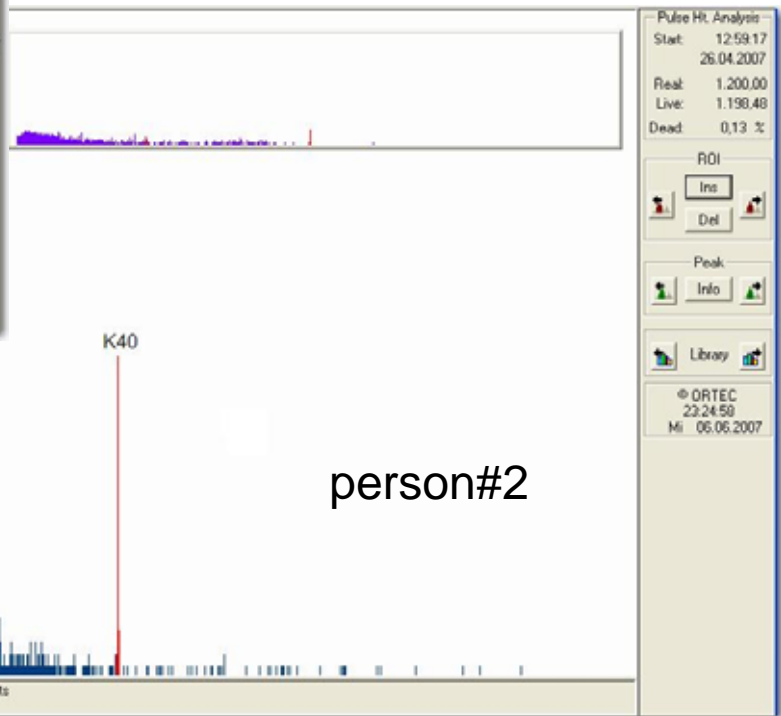 Pulse Ht. Analysis
Start: 12:59:17
26.04.2007
Real: 1.200,00
Live: 1.198,48
Dead: 0,13 %
ROI
Ins
Del
Peak
Info
Library
© ORTEC
23:24:58
Mi 06.06.2007
K40
person#2
ts